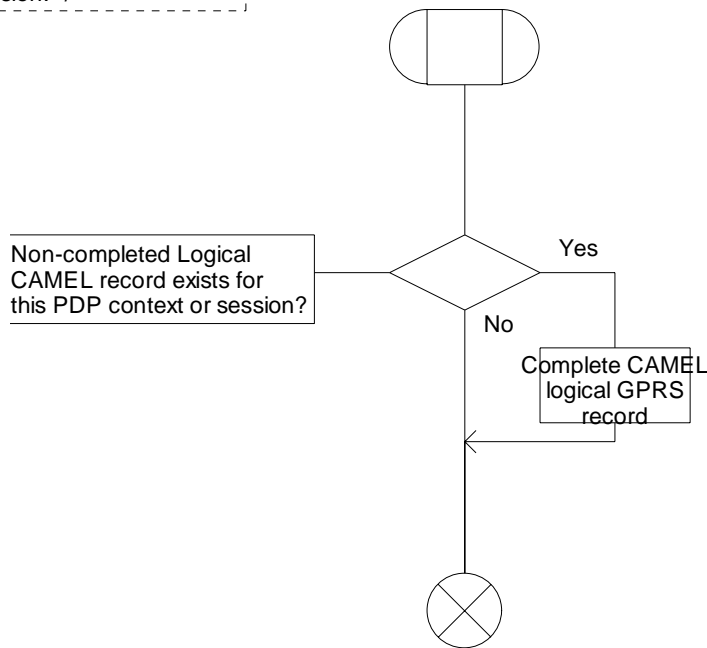 Yes
Non-completed Logical
CAMEL record exists for
this PDP context or session?
No
Complete CAMEL
logical GPRS
record